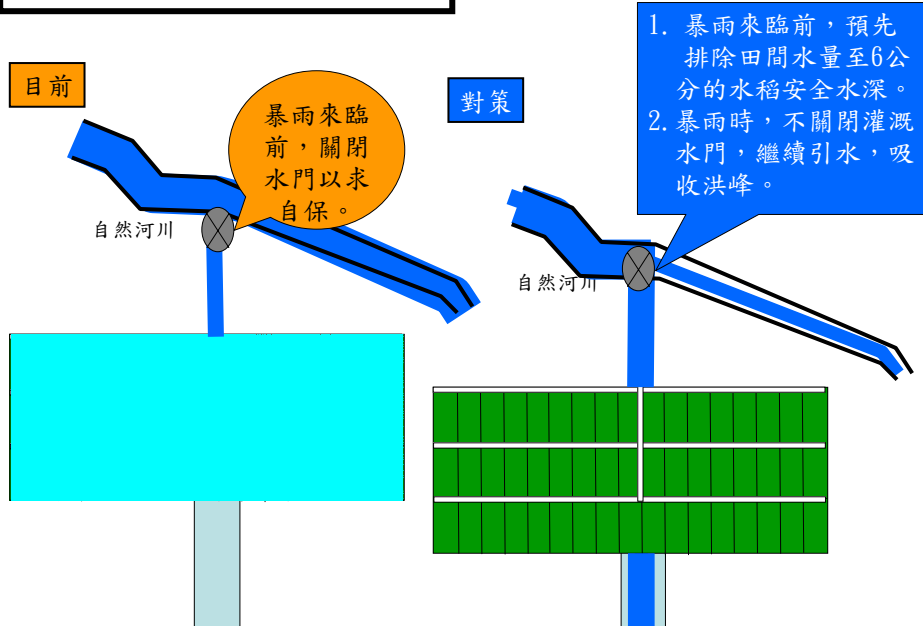 目前
暴雨來臨
前，關閉
水門以求
自保。
自然河川
對策
1. 暴雨來臨前，預先
排除田間水量至6公
分的水稻安全水深。
2. 暴雨時，不關閉灌溉
水門，繼續引水，吸
收洪峰。
自然河川